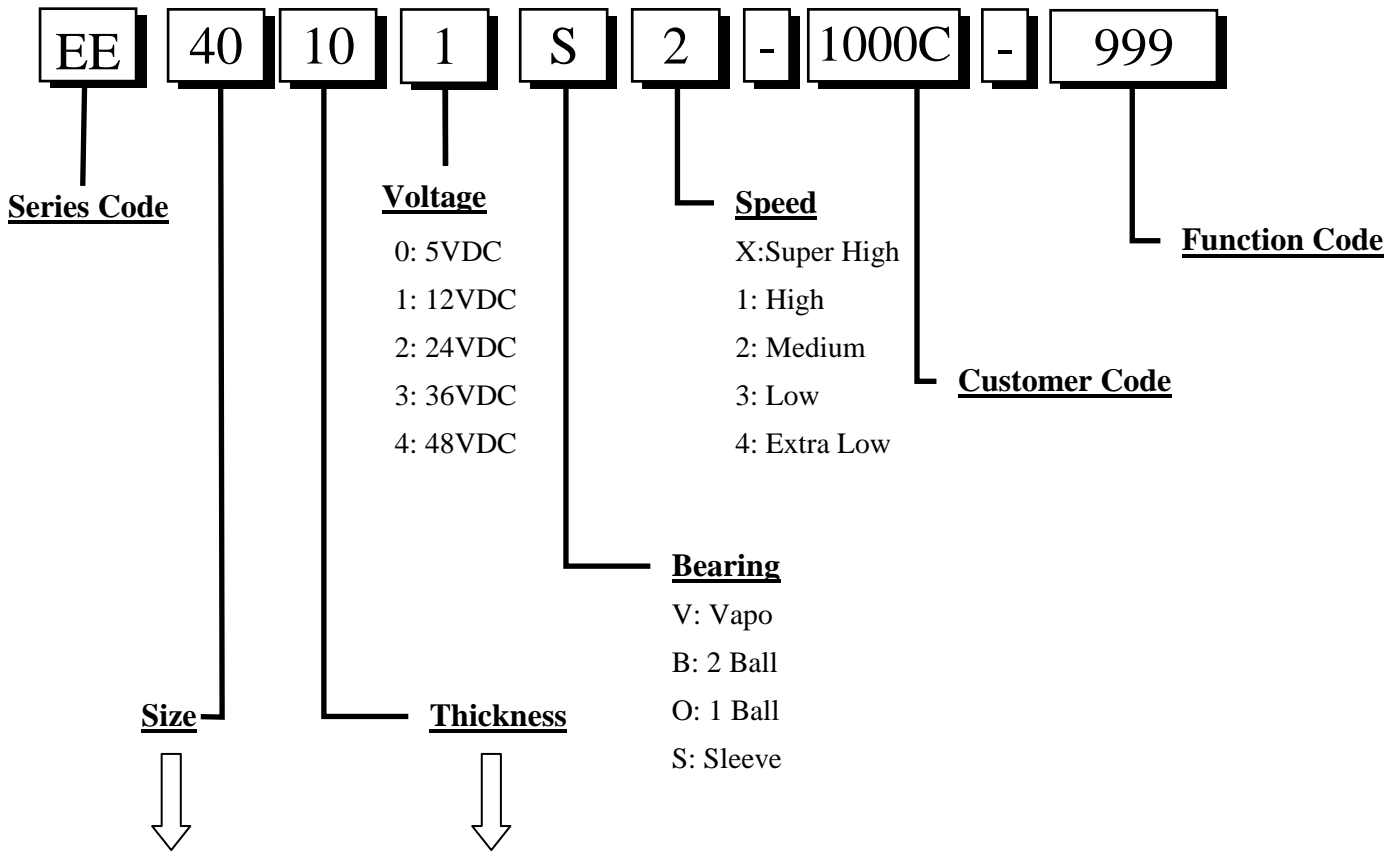 EE 40 10 1 S 2 - 1000C - 999
Series Code
Voltage
0: 5VDC
1: 12VDC
2: 24VDC
3: 36VDC
4: 48VDC
Speed
X:Super High
1: High
2: Medium
3: Low
4: Extra Low
Function Code
Customer Code
Bearing
V: Vapo
B: 2 Ball
O: 1 Ball
S: Sleeve
Size
Thickness